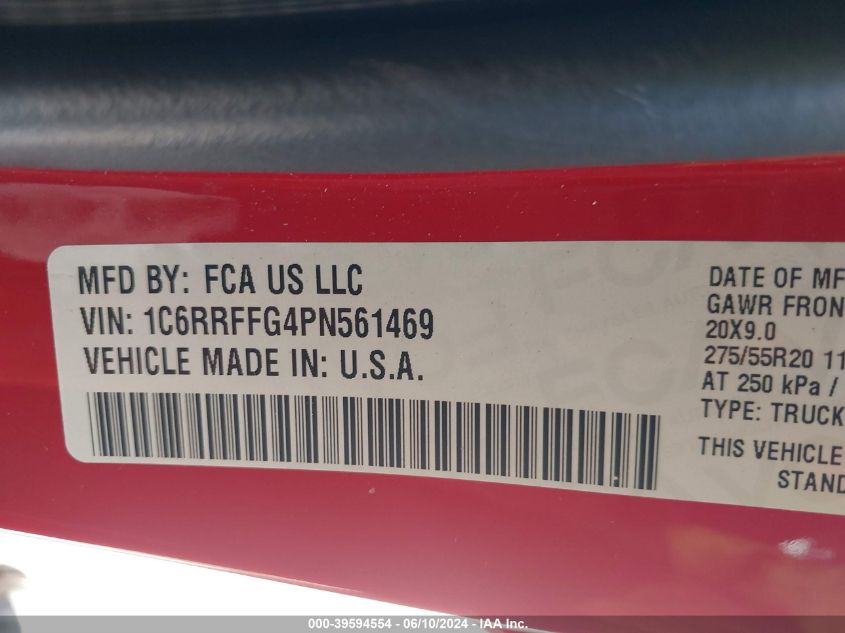 MFD BY: FCA US LLC
VIN: 1C6RRFFG4PN561469
VEHICLE MADE IN: U.S.A.
DATE OF MF
GAWR FRON
20X9.0
275/55R20 11
AT 250 kPa /
TYPE: TRUCK
THIS VEHICLE
STAND
000-39594554 - 06/10/2024 - IAA Inc.